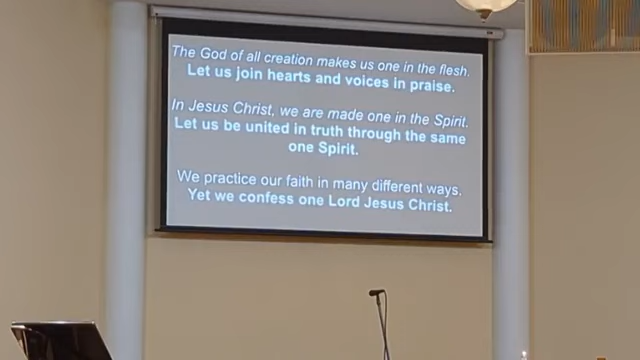 The God of all creation makes us one in the flesh.
Let us join hearts and voices in praise.
In Jesus Christ, we are made one in the Spirit.
Let us be united in truth through the same
one Spirit.
We practice our faith in many different ways.
Yet we confess one Lord Jesus Christ.